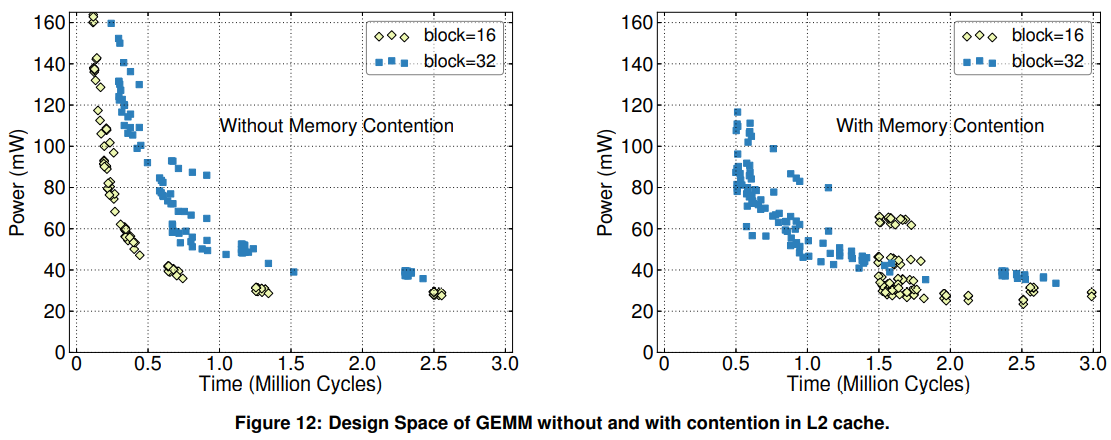 160
140
120
100
80
60
40
20
0
Power (mW)
block=16
block=32
Without Memory Contention
0.0 0.5 1.0 1.5 2.0 2.5 3.0
Time (Million Cycles)
160
140
120
100
80
60
40
20
0
Power (mW)
block=16
block=32
With Memory Contention
0.0 0.5 1.0 1.5 2.0 2.5 3.0
Time (Million Cycles)
Figure 12: Design Space of GEMM without and with contention in L2 cache.